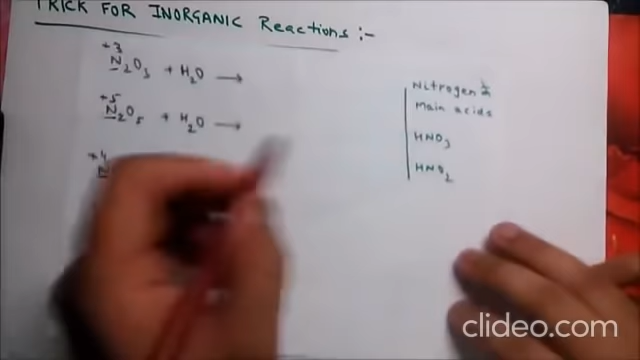 TRICK FOR INORGANIC Reactions :-
+3
N₂O₃ + H₂O ⟶
+5
N₂O₅ + H₂O ⟶
+4
N
Nitrogen
Main acids
HNO₃
HNO₂
clideo.com